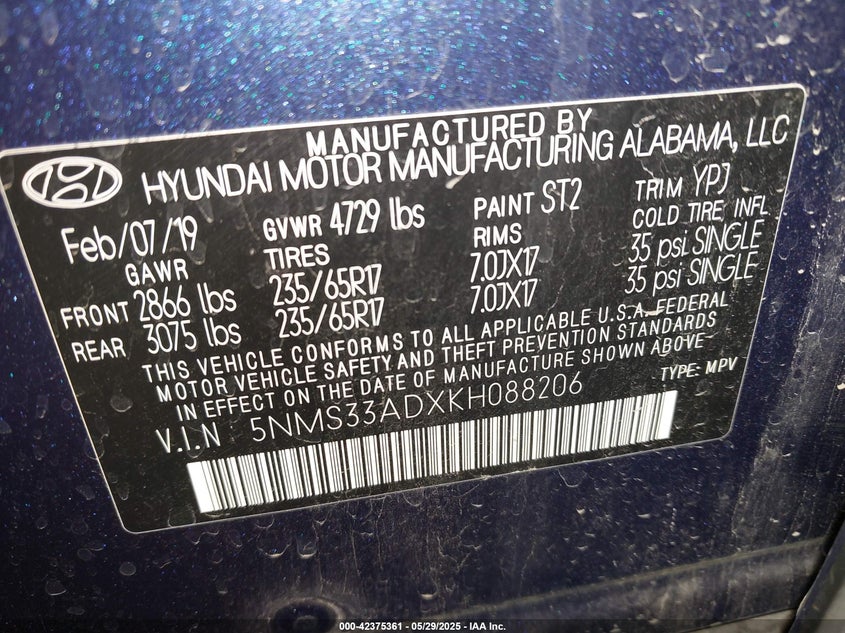 MANUFACTURED BY
HYUNDAI MOTOR MANUFACTURING ALABAMA, LLC
Feb/07/19 GVWR 4729 lbs PAINT ST2 TRIM YPJ
GAWR TIRES RIMS COLD TIRE INFL
FRONT 2866 lbs 235/65R17 7.0JX17 35 psi SINGLE
REAR 3075 lbs 235/65R17 7.0JX17 35 psi SINGLE
THIS VEHICLE CONFORMS TO ALL APPLICABLE U.S.A. FEDERAL
MOTOR VEHICLE SAFETY AND THEFT PREVENTION STANDARDS
IN EFFECT ON THE DATE OF MANUFACTURE SHOWN ABOVE
V.I.N 5NMS33ADXKH088206 TYPE: MPV
000-42375361 - 05/29/2025 - IAA Inc.